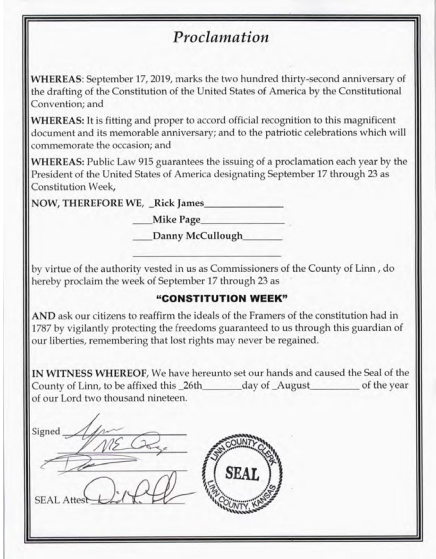 Proclamation
WHEREAS: September 17, 2019, marks the two hundred thirty-second anniversary of
the drafting of the Constitution of the United States of America by the Constitutional
Convention; and
WHEREAS: It is fitting and proper to accord official recognition to this magnificent
document and its memorable anniversary; and to the patriotic celebrations which will
commemorate the occasion; and
WHEREAS: Public Law 915 guarantees the issuing of a proclamation each year by the
President of the United States of America designating September 17 through 23 as
Constitution Week,
NOW, THEREFORE WE, _Rick James_______________
____Mike Page________________
____Danny McCullough________
____________________________
by virtue of the authority vested in us as Commissioners of the County of Linn , do
hereby proclaim the week of September 17 through 23 as
"CONSTITUTION WEEK"
AND ask our citizens to reaffirm the ideals of the Framers of the constitution had in
1787 by vigilantly protecting the freedoms guaranteed to us through this guardian of
our liberties, remembering that lost rights may never be regained.
IN WITNESS WHEREOF, We have hereunto set our hands and caused the Seal of the
County of Linn, to be affixed this _26th________day of _August__________ of the year
of our Lord two thousand nineteen.
Signed
SEAL Attest
LINN COUNTY CLERK
SEAL
LINN COUNTY, KANSAS